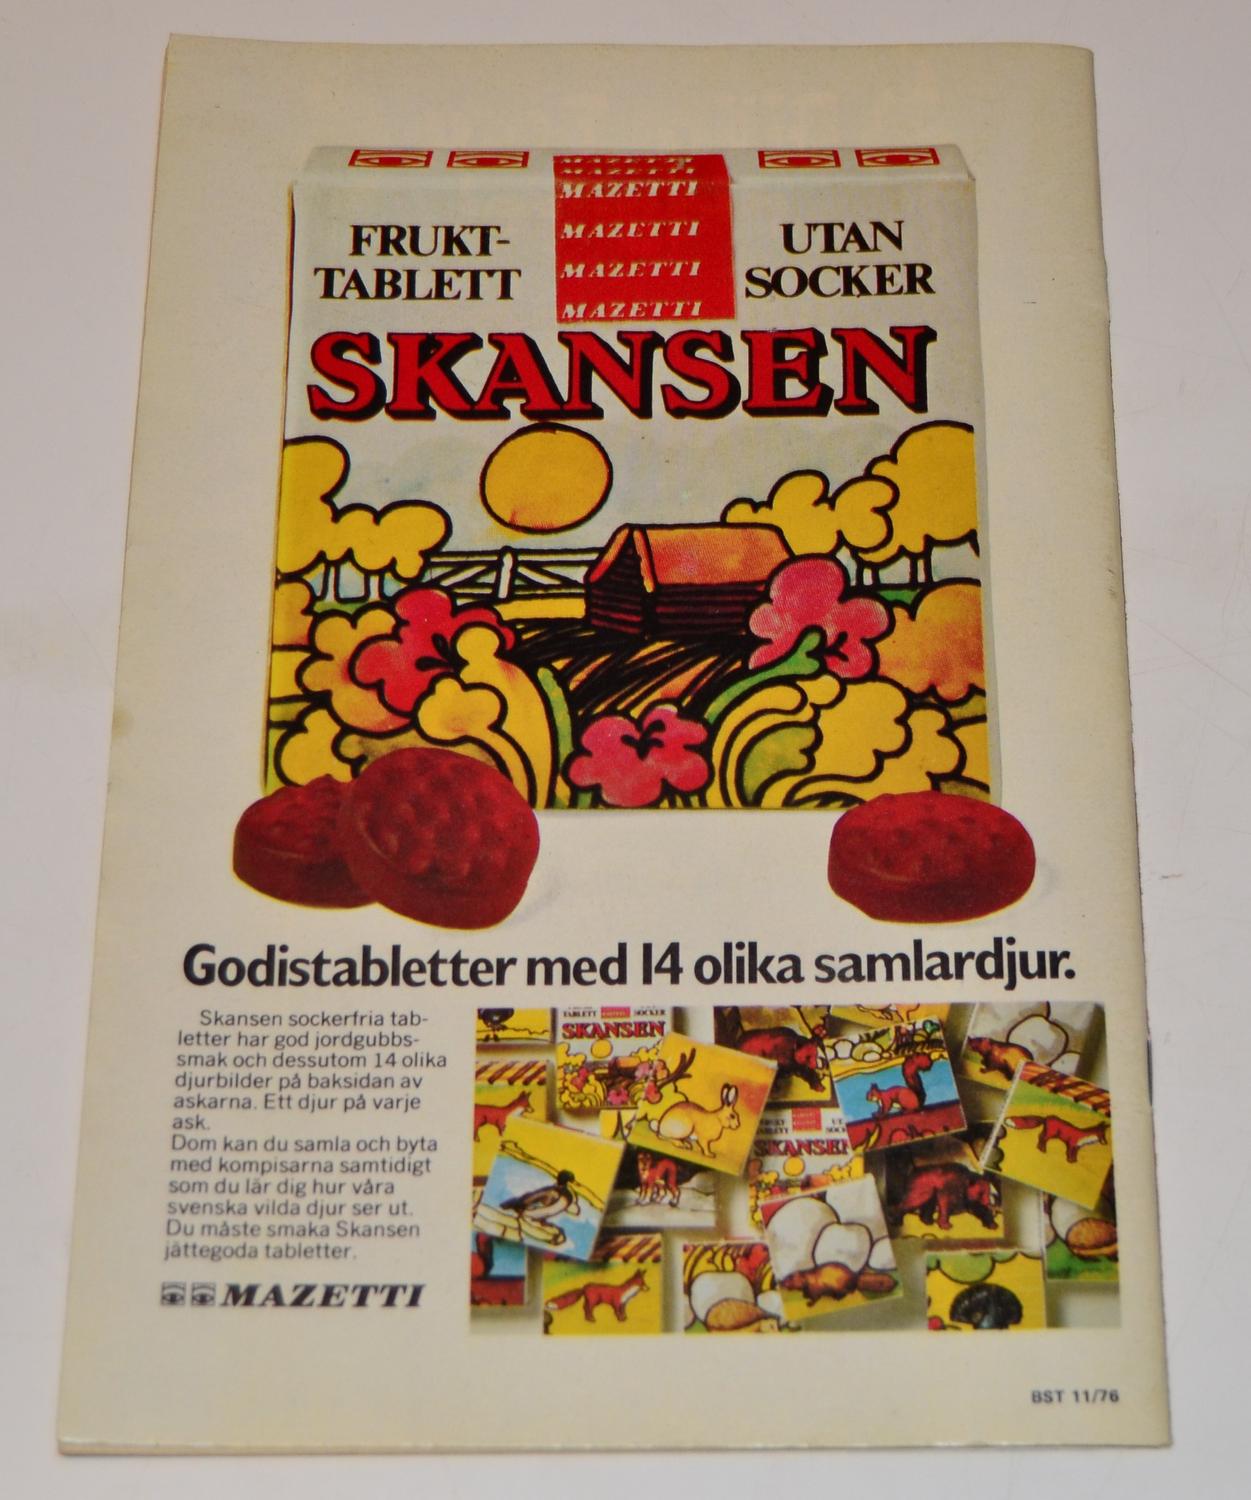 MAZETTI
MAZETTI
MAZETTI
MAZETTI
MAZETTI
MAZETTI
FRUKT-
TABLETT
UTAN
SOCKER
SKANSEN
Godistabletter med 14 olika samlardjur.
Skansen sockerfria tab-
letter har god jordgubbs-
smak och dessutom 14 olika
djurbilder på baksidan av
askarna. Ett djur på varje
ask.
Dom kan du samla och byta
med kompisarna samtidigt
som du lär dig hur våra
svenska vilda djur ser ut.
Du måste smaka Skansen
jättegoda tabletter.
MAZETTI
TABLETT
SOCKER
SKANSEN
SKANSEN
BST 11/76